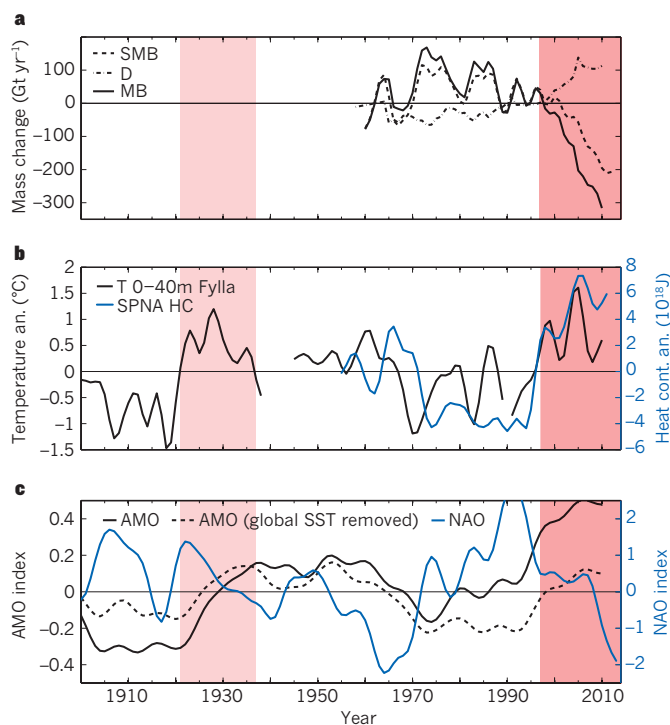 a
SMB
D
MB
Mass change (Gt yr⁻¹)
100
0
−100
−200
−300
b
T 0–40m Fylla
SPNA HC
Temperature an. (°C)
2
1.5
1
0.5
0
−0.5
−1
−1.5
8
6
4
2
0
−2
−4
−6
Heat cont. an. (10¹⁸J)
c
AMO
AMO (global SST removed)
NAO
AMO index
0.4
0.2
0
−0.2
−0.4
2
1
0
−1
−2
NAO index
1910
1930
1950
1970
1990
2010
Year